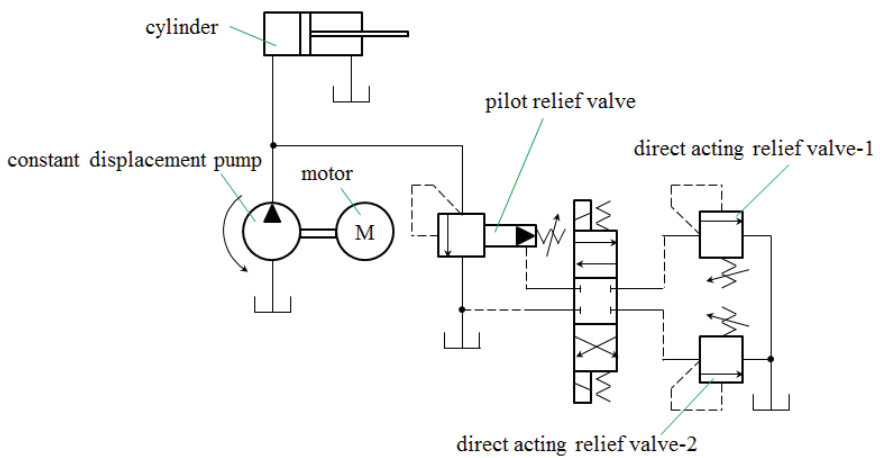 cylinder
pilot relief valve
direct acting relief valve-1
constant displacement pump
motor
M
direct acting relief valve-2